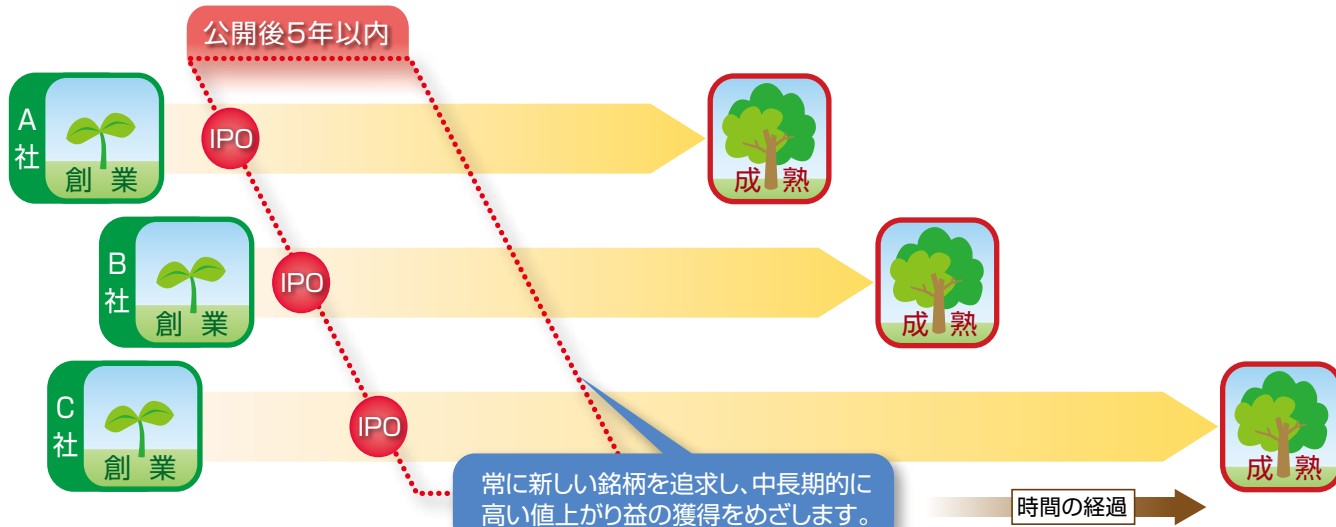 公開後5年以内
A社
創業
IPO
成熟
B社
創業
IPO
成熟
C社
創業
IPO
成熟
常に新しい銘柄を追求し、中長期的に
高い値上がり益の獲得をめざします。
時間の経過